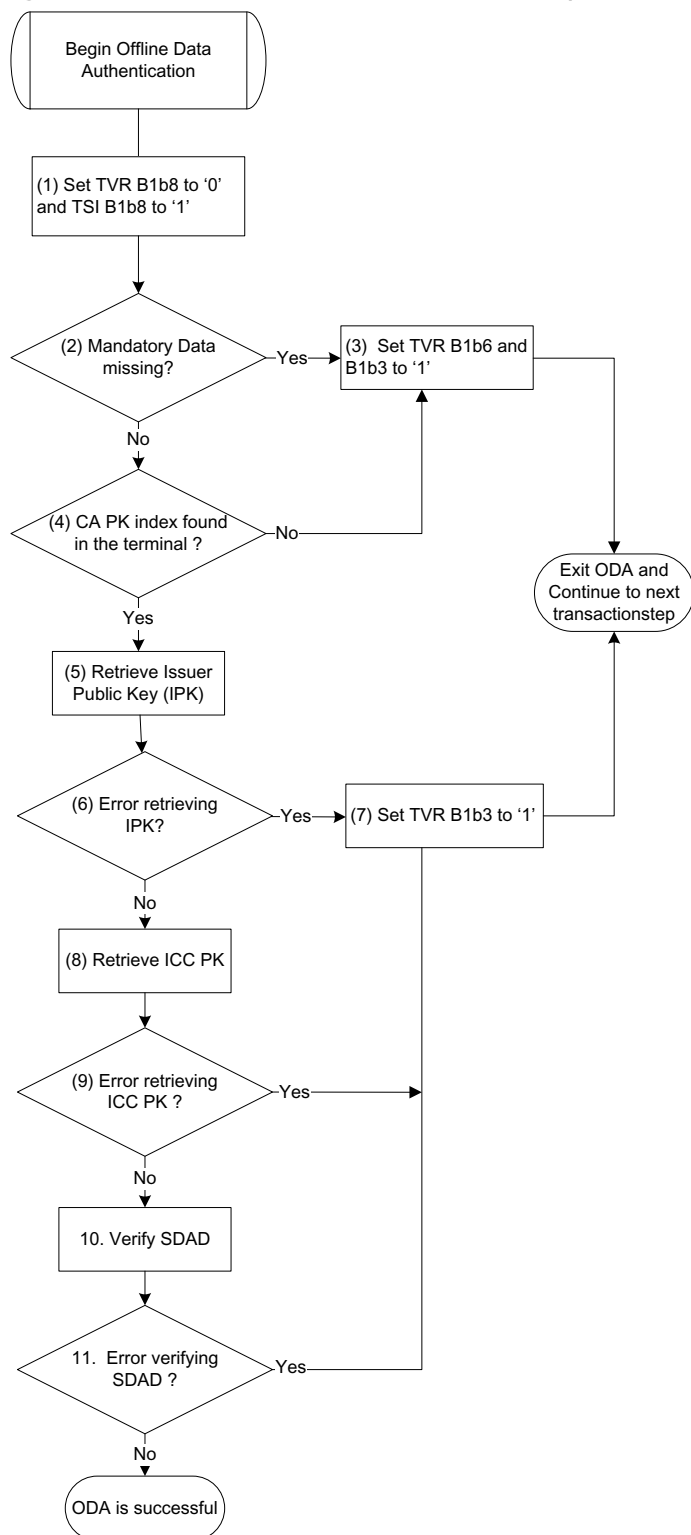 Begin Offline Data
Authentication
(1) Set TVR B1b8 to ‘0’
and TSI B1b8 to ‘1’
(2) Mandatory Data
missing?
Yes
(3) Set TVR B1b6 and
B1b3 to ‘1’
No
(4) CA PK index found
in the terminal ?
No
Exit ODA and
Continue to next
transactionstep
Yes
(5) Retrieve Issuer
Public Key (IPK)
(6) Error retrieving
IPK?
Yes
(7) Set TVR B1b3 to ‘1’
No
(8) Retrieve ICC PK
(9) Error retrieving
ICC PK ?
Yes
No
10. Verify SDAD
11. Error verifying
SDAD ?
Yes
No
ODA is successful